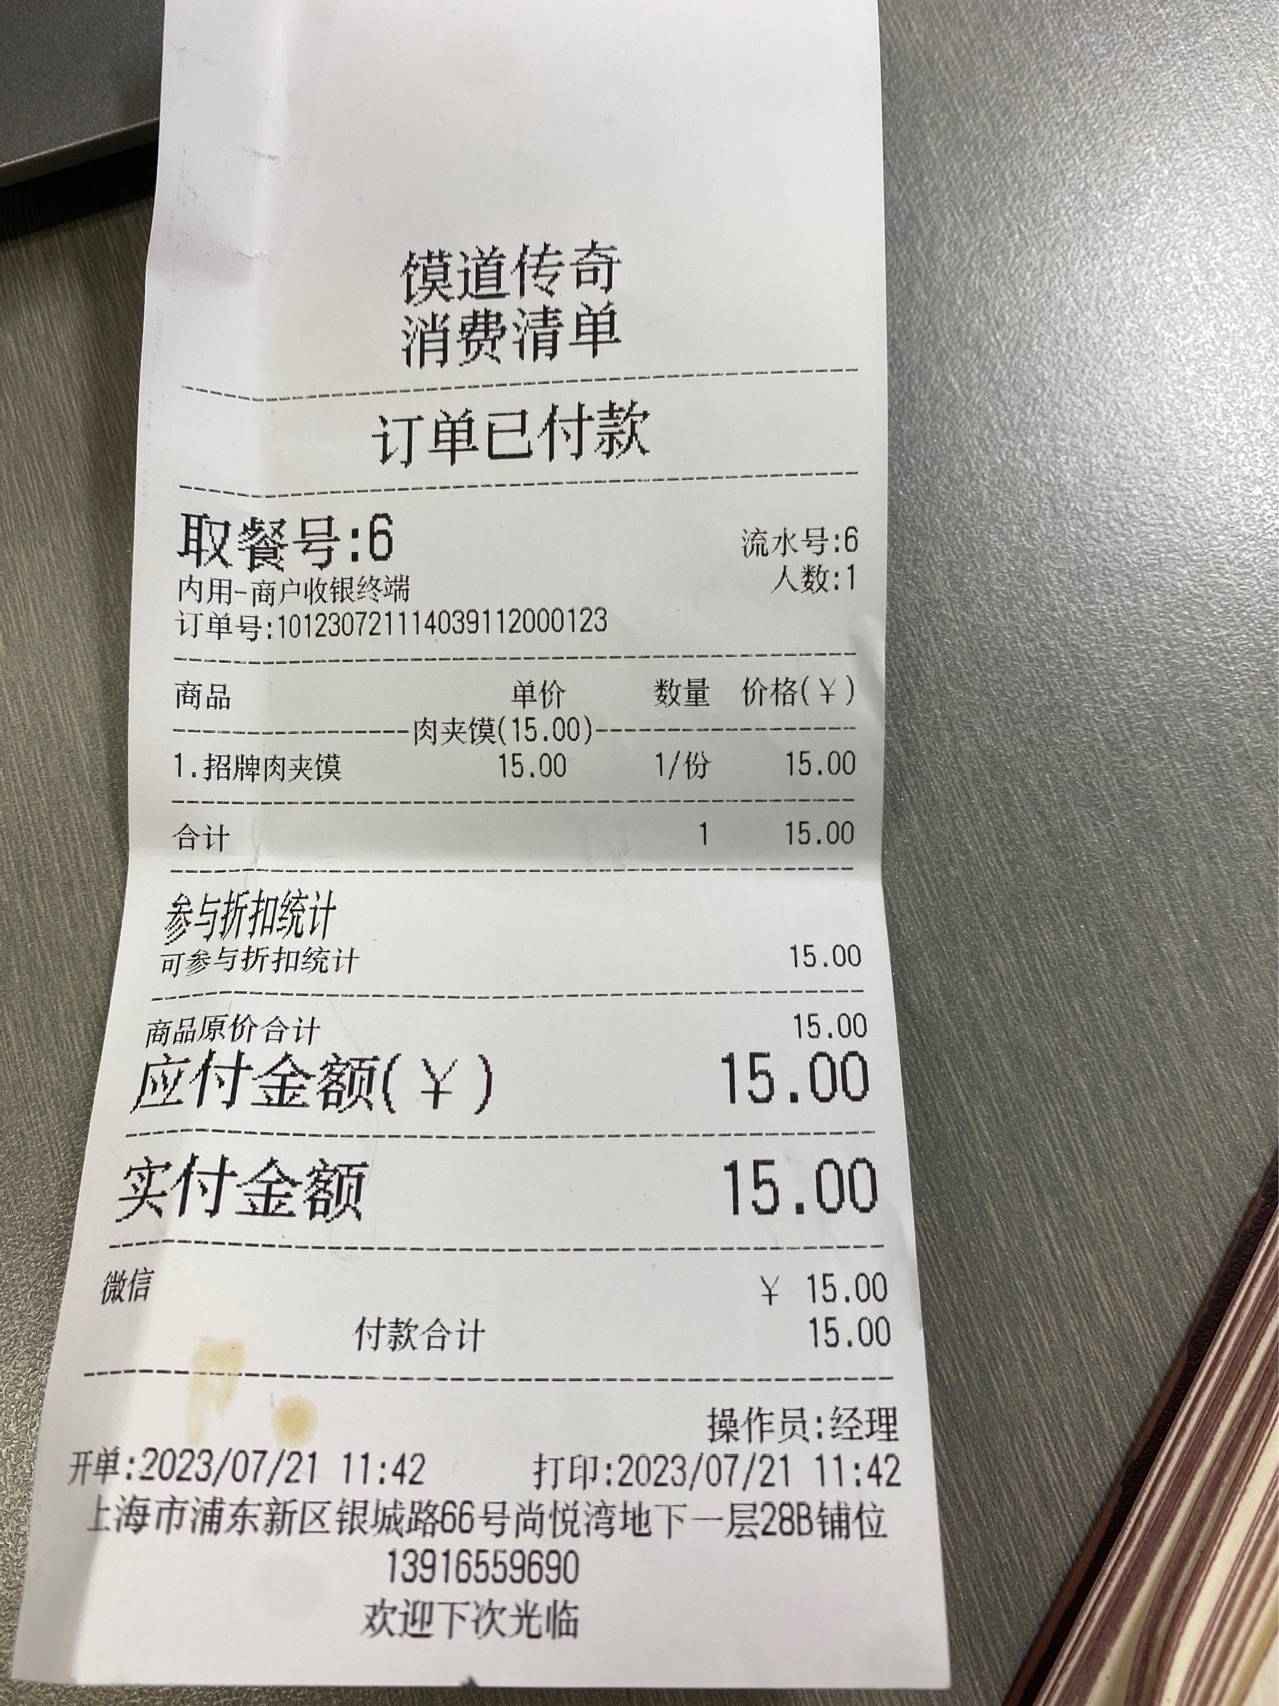 馍道传奇
消费清单
订单已付款
取餐号:6
流水号:6
内用-商户收银终端
人数:1
订单号:101230721114039112000123
商品 单价 数量 价格(￥)
肉夹馍(15.00)
1.招牌肉夹馍 15.00 1/份 15.00
合计 1 15.00
参与折扣统计
可参与折扣统计 15.00
商品原价合计 15.00
应付金额(￥) 15.00
实付金额 15.00
微信 ￥ 15.00
付款合计 15.00
操作员:经理
开单:2023/07/21 11:42 打印:2023/07/21 11:42
上海市浦东新区银城路66号尚悦湾地下一层28B铺位
13916559690
欢迎下次光临